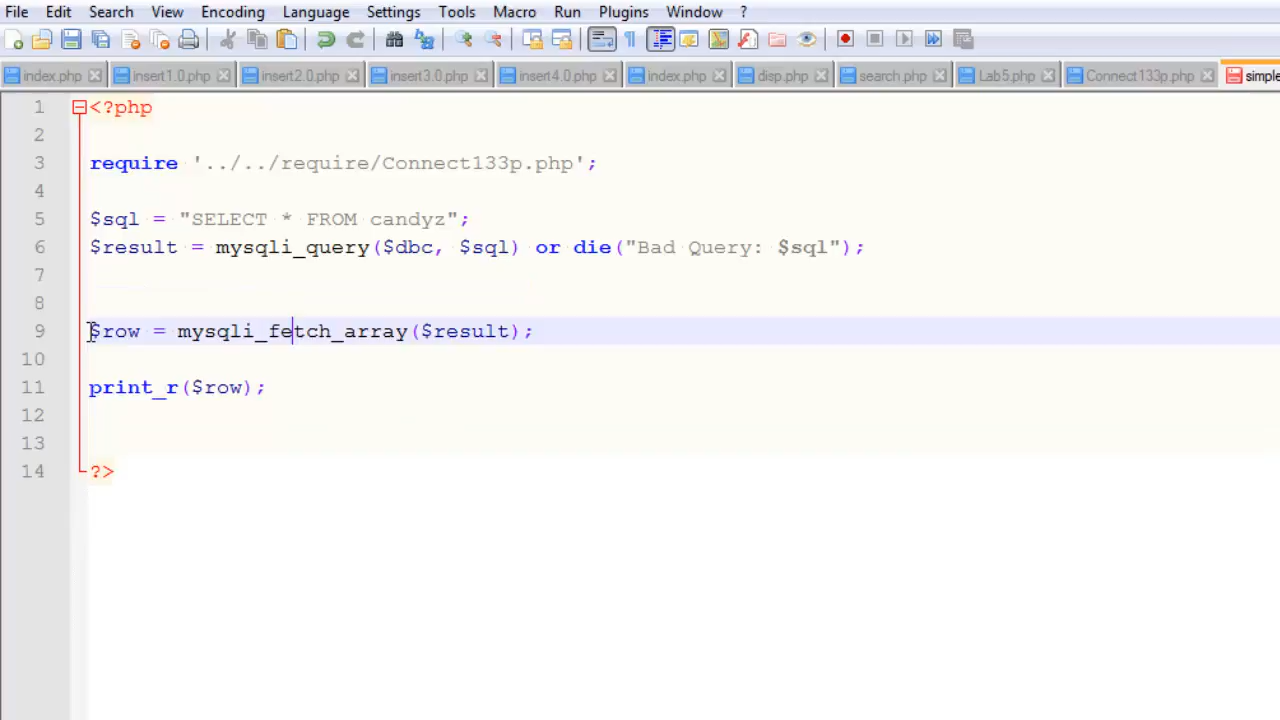 File Edit Search View Encoding Language Settings Tools Macro Run Plugins Window ?
index.php insert1.0.php insert2.0.php insert3.0.php insert4.0.php index.php disp.php search.php Lab5.php Connect133p.php simple
1 <?php
2
3 require '../../require/Connect133p.php';
4
5 $sql = "SELECT * FROM candyz";
6 $result = mysqli_query($dbc, $sql) or die("Bad Query: $sql");
7
8
9 $row = mysqli_fetch_array($result);
10
11 print_r($row);
12
13
14 ?>